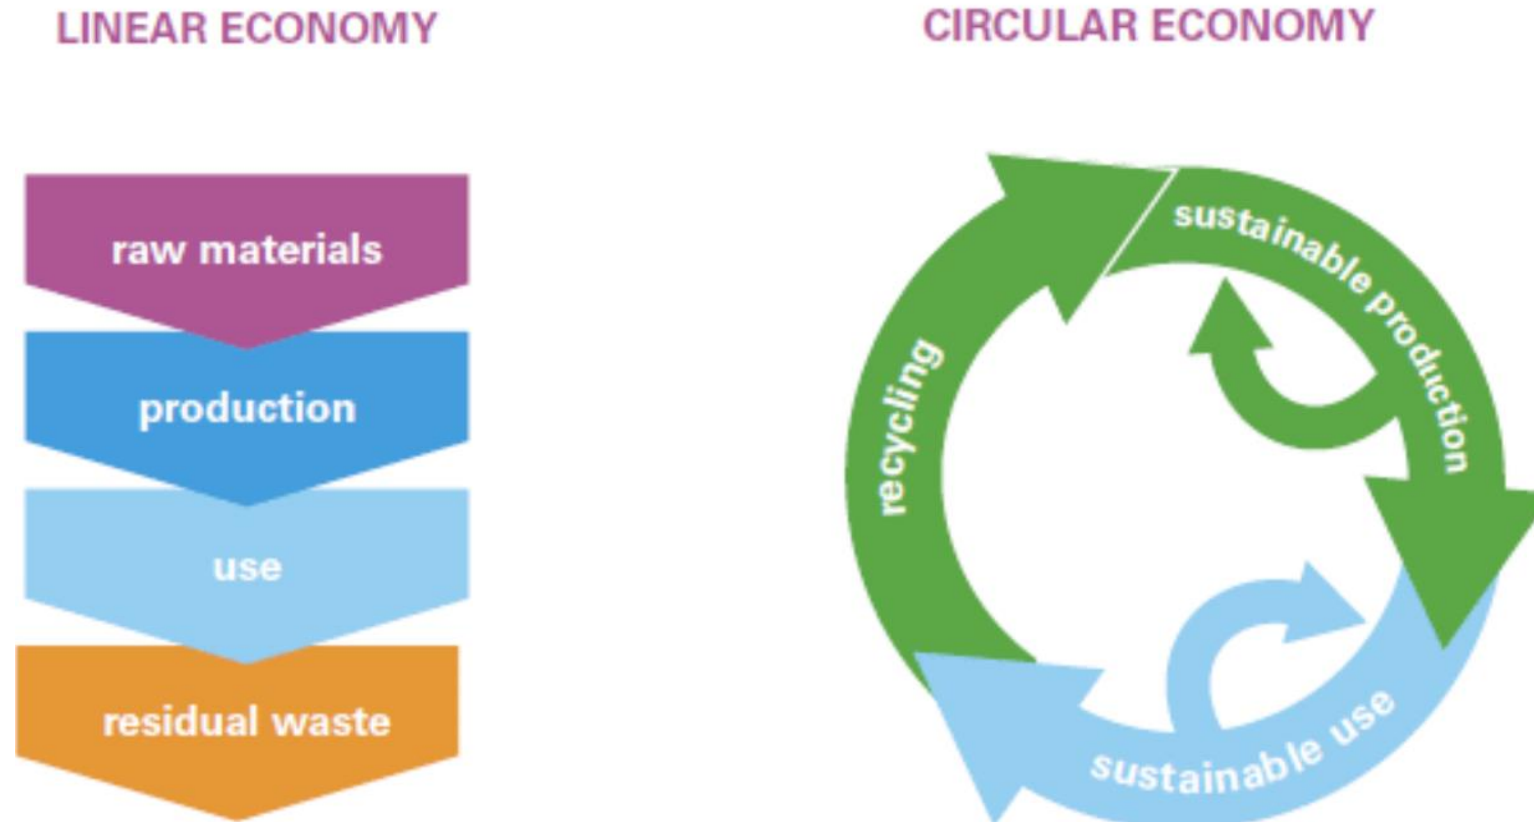 LINEAR ECONOMY
raw materials
production
use
residual waste
CIRCULAR ECONOMY
sustainable production
sustainable use
recycling